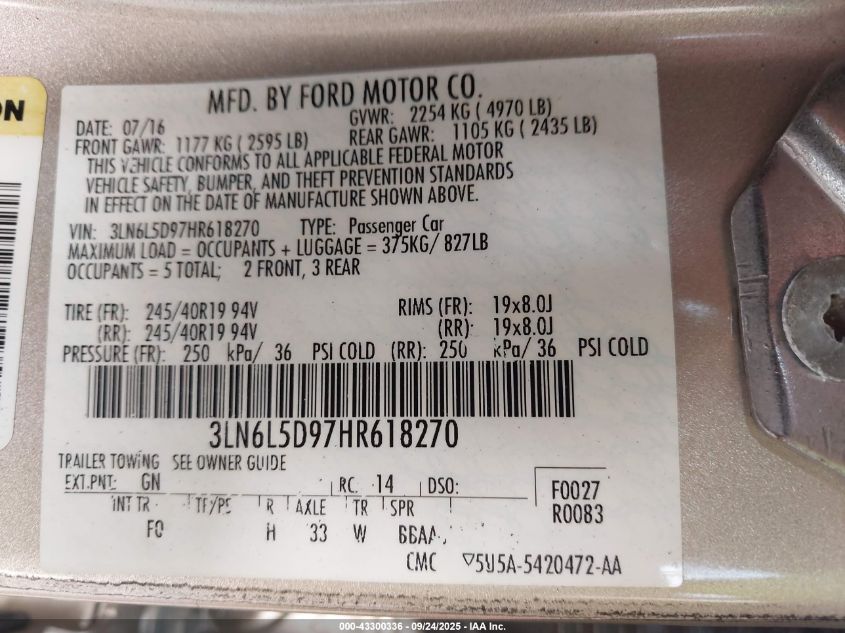 ON
MFD. BY FORD MOTOR CO.
DATE: 07/16 GVWR: 2254 KG ( 4970 LB)
FRONT GAWR: 1177 KG ( 2595 LB) REAR GAWR: 1105 KG ( 2435 LB)
THIS VEHICLE CONFORMS TO ALL APPLICABLE FEDERAL MOTOR
VEHICLE SAFETY, BUMPER, AND THEFT PREVENTION STANDARDS
IN EFFECT ON THE DATE OF MANUFACTURE SHOWN ABOVE.
VIN: 3LN6L5D97HR618270 TYPE: Passenger Car
MAXIMUM LOAD = OCCUPANTS + LUGGAGE = 375KG/ 827LB
OCCUPANTS = 5 TOTAL; 2 FRONT, 3 REAR
TIRE (FR): 245/40R19 94V RIMS (FR): 19x8.0J
(RR): 245/40R19 94V (RR): 19x8.0J
PRESSURE (FR): 250 kPa/ 36 PSI COLD (RR): 250 kPa/ 36 PSI COLD
3LN6L5D97HR618270
TRAILER TOWING SEE OWNER GUIDE
EXT.PNT: GN RC: 14 DSO: F0027
R0083
INT TR TP/PS R AXLE TR SPR
F0 H 33 W
CMC ▽5U5A-5420472-AA
000-43300336 - 09/24/2025 - IAA Inc.